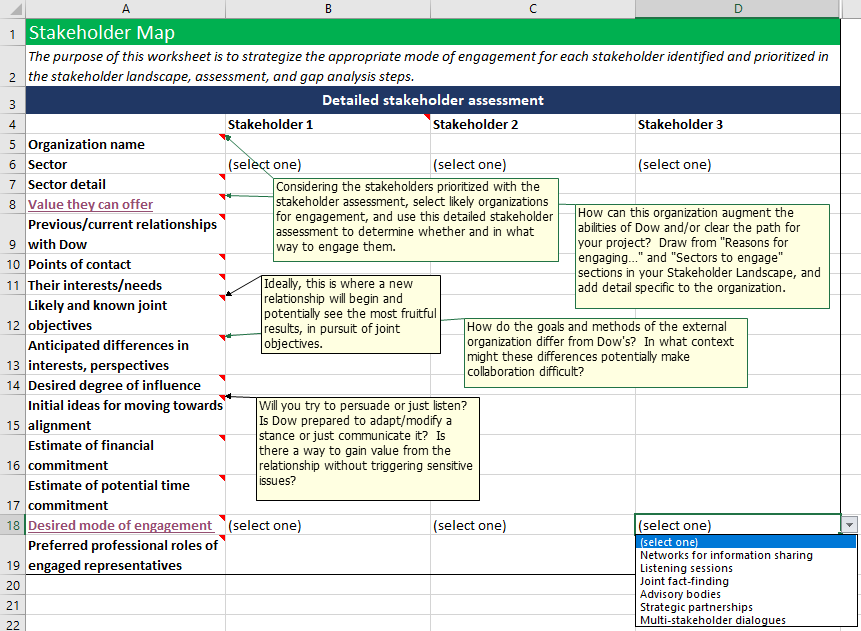 A B C D
1 Stakeholder Map
The purpose of this worksheet is to strategize the appropriate mode of engagement for each stakeholder identified and prioritized in
2 the stakeholder landscape, assessment, and gap analysis steps.
3 Detailed stakeholder assessment
4 Stakeholder 1 Stakeholder 2 Stakeholder 3
5 Organization name
6 Sector (select one) (select one) (select one)
7 Sector detail
8 Value they can offer
Previous/current relationships
9 with Dow
10 Points of contact
11 Their interests/needs
Likely and known joint
12 objectives
Anticipated differences in
13 interests, perspectives
14 Desired degree of influence
Initial ideas for moving towards
15 alignment
Estimate of financial
16 commitment
Estimate of potential time
17 commitment
18 Desired mode of engagement (select one) (select one) (select one)
Preferred professional roles of
19 engaged representatives
20
21
22
Considering the stakeholders prioritized with the
stakeholder assessment, select likely organizations
for engagement, and use this detailed stakeholder
assessment to determine whether and in what
way to engage them.
How can this organization augment the
abilities of Dow and/or clear the path for
your project? Draw from "Reasons for
engaging..." and "Sectors to engage"
sections in your Stakeholder Landscape, and
add detail specific to the organization.
Ideally, this is where a new
relationship will begin and
potentially see the most fruitful
results, in pursuit of joint
objectives.
How do the goals and methods of the external
organization differ from Dow's? In what context
might these differences potentially make
collaboration difficult?
Will you try to persuade or just listen?
Is Dow prepared to adapt/modify a
stance or just communicate it? Is
there a way to gain value from the
relationship without triggering sensitive
issues?
(select one)
Networks for information sharing
Listening sessions
Joint fact-finding
Advisory bodies
Strategic partnerships
Multi-stakeholder dialogues